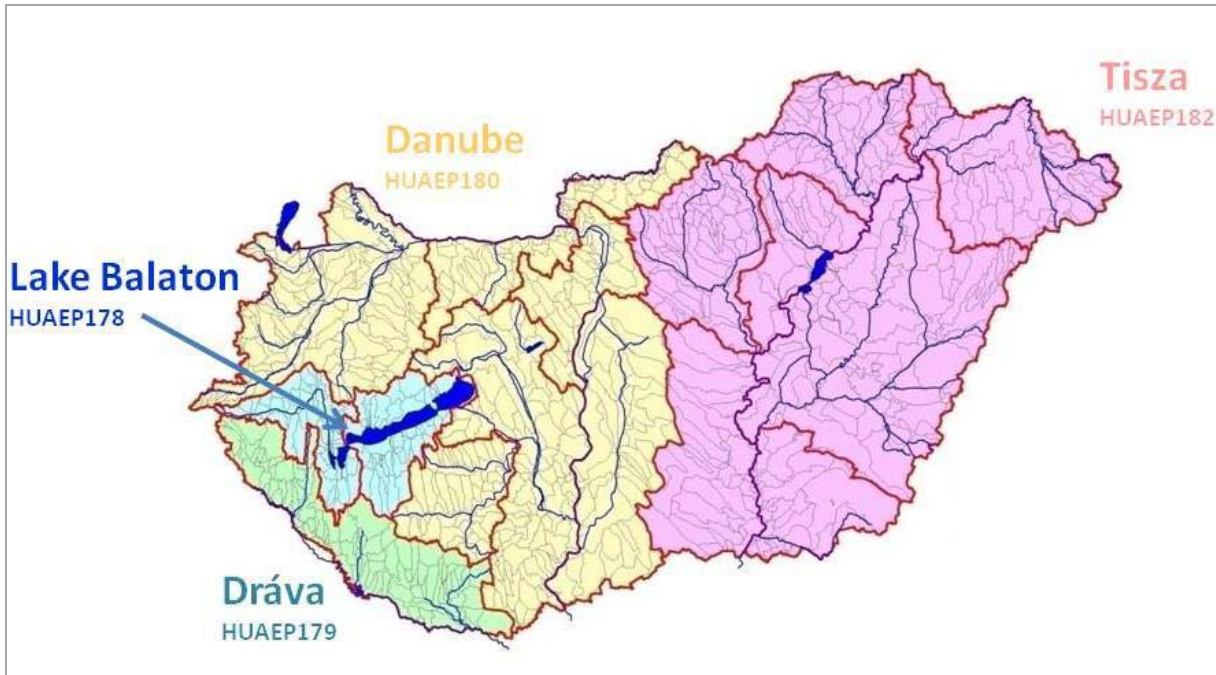 Tisza
HUAEP182
Danube
HUAEP180
Lake Balaton
HUAEP178
Dráva
HUAEP179